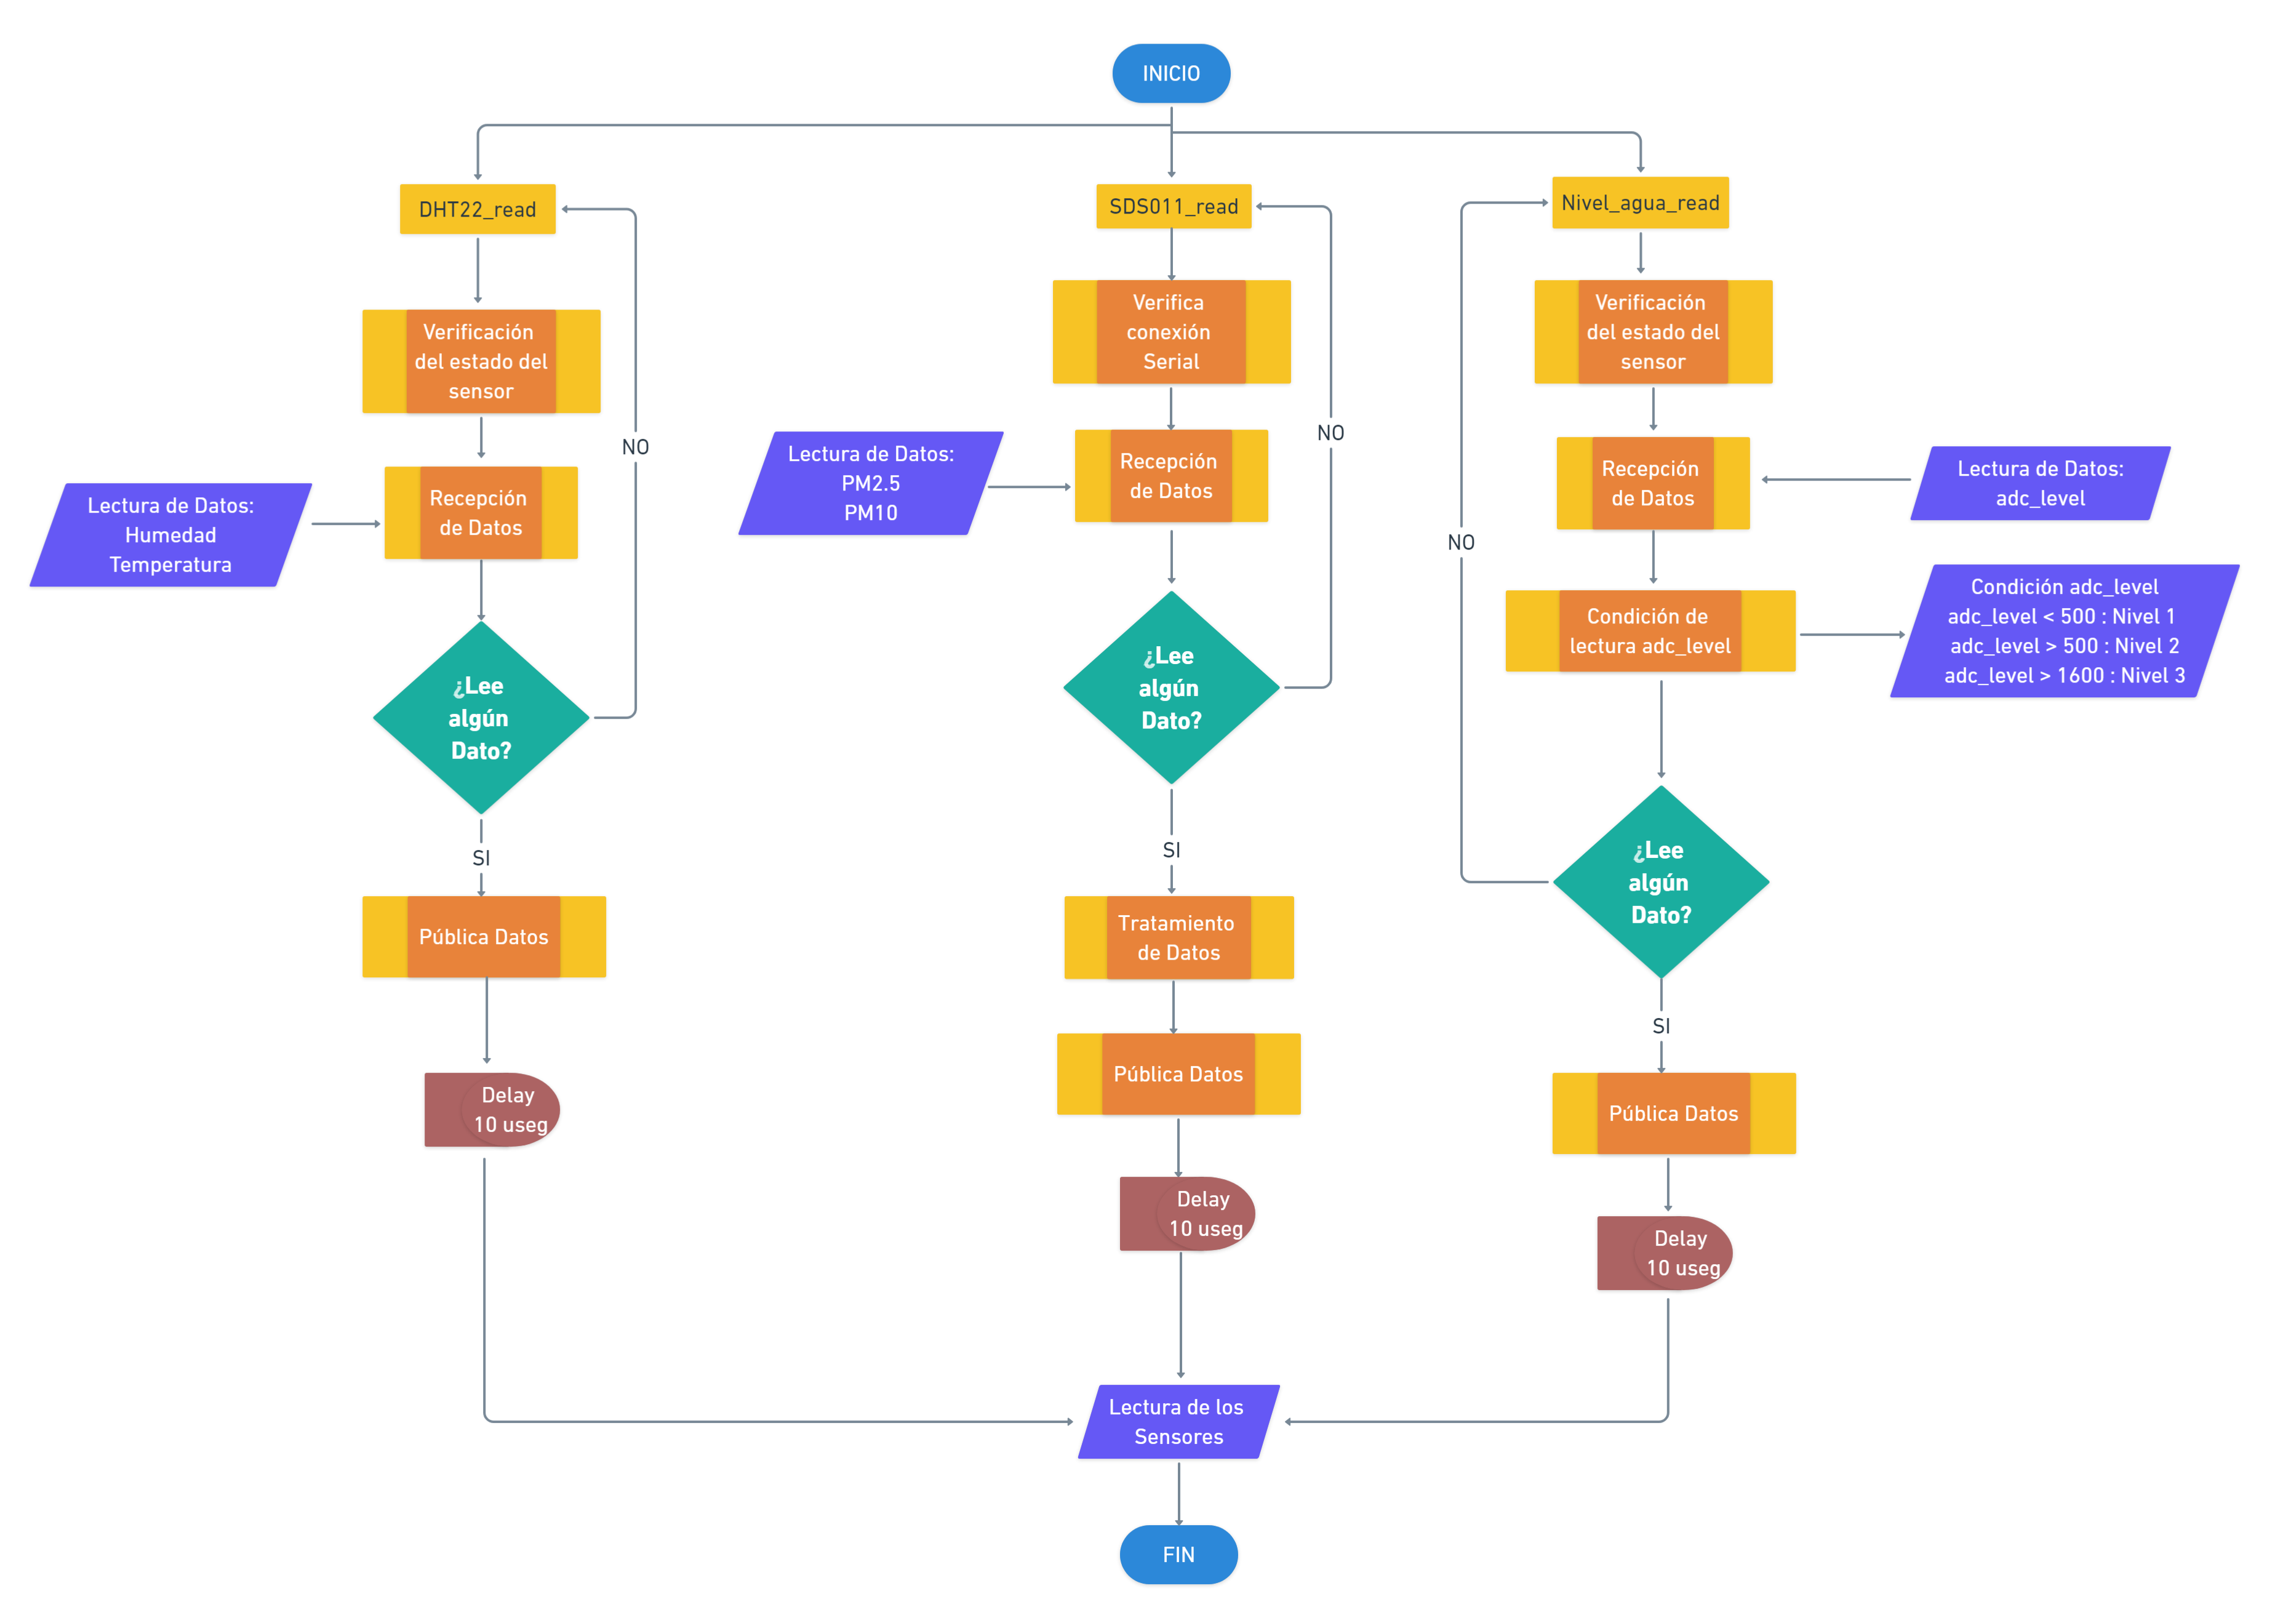 INICIO
DHT22_read
Verificación
del estado del
sensor
Lectura de Datos:
Humedad
Temperatura
Recepción
de Datos
NO
¿Lee
algún
Dato?
SI
Pública Datos
Delay
10 useg
SDS011_read
Verifica
conexión
Serial
Lectura de Datos:
PM2.5
PM10
Recepción
de Datos
NO
¿Lee
algún
Dato?
SI
Tratamiento
de Datos
Pública Datos
Delay
10 useg
Nivel_agua_read
Verificación
del estado del
sensor
Recepción
de Datos
Lectura de Datos:
adc_level
NO
Condición de
lectura adc_level
Condición adc_level
adc_level < 500 : Nivel 1
adc_level > 500 : Nivel 2
adc_level > 1600 : Nivel 3
¿Lee
algún
Dato?
SI
Pública Datos
Delay
10 useg
Lectura de los
Sensores
FIN